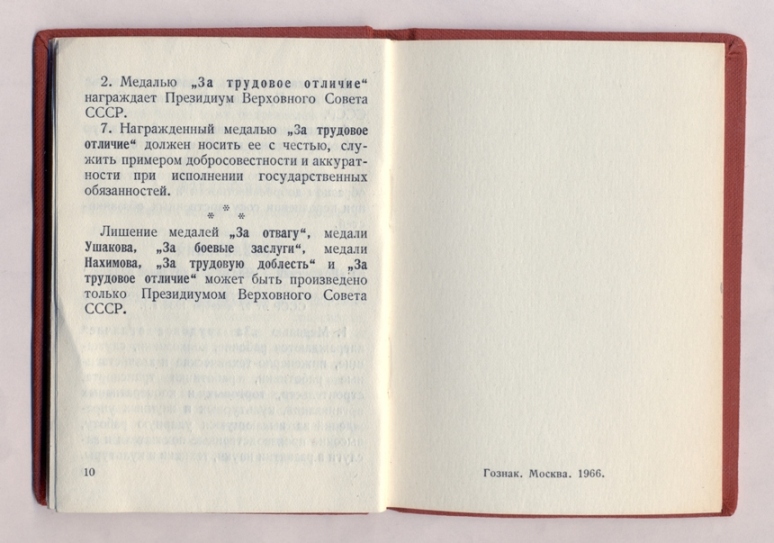 2. Медалью „За трудовое отличие“
награждает Президиум Верховного Совета
СССР.
7. Награжденный медалью „За трудовое
отличие“ должен носить ее с честью, слу-
жить примером добросовестности и аккурат-
ности при исполнении государственных
обязанностей.
*
* *
Лишение медалей „За отвагу“, медали
Ушакова, „За боевые заслуги“, медали
Нахимова, „За трудовую доблесть“ и „За
трудовое отличие“ может быть произведено
только Президиумом Верховного Совета
СССР.
10
Гознак. Москва. 1966.